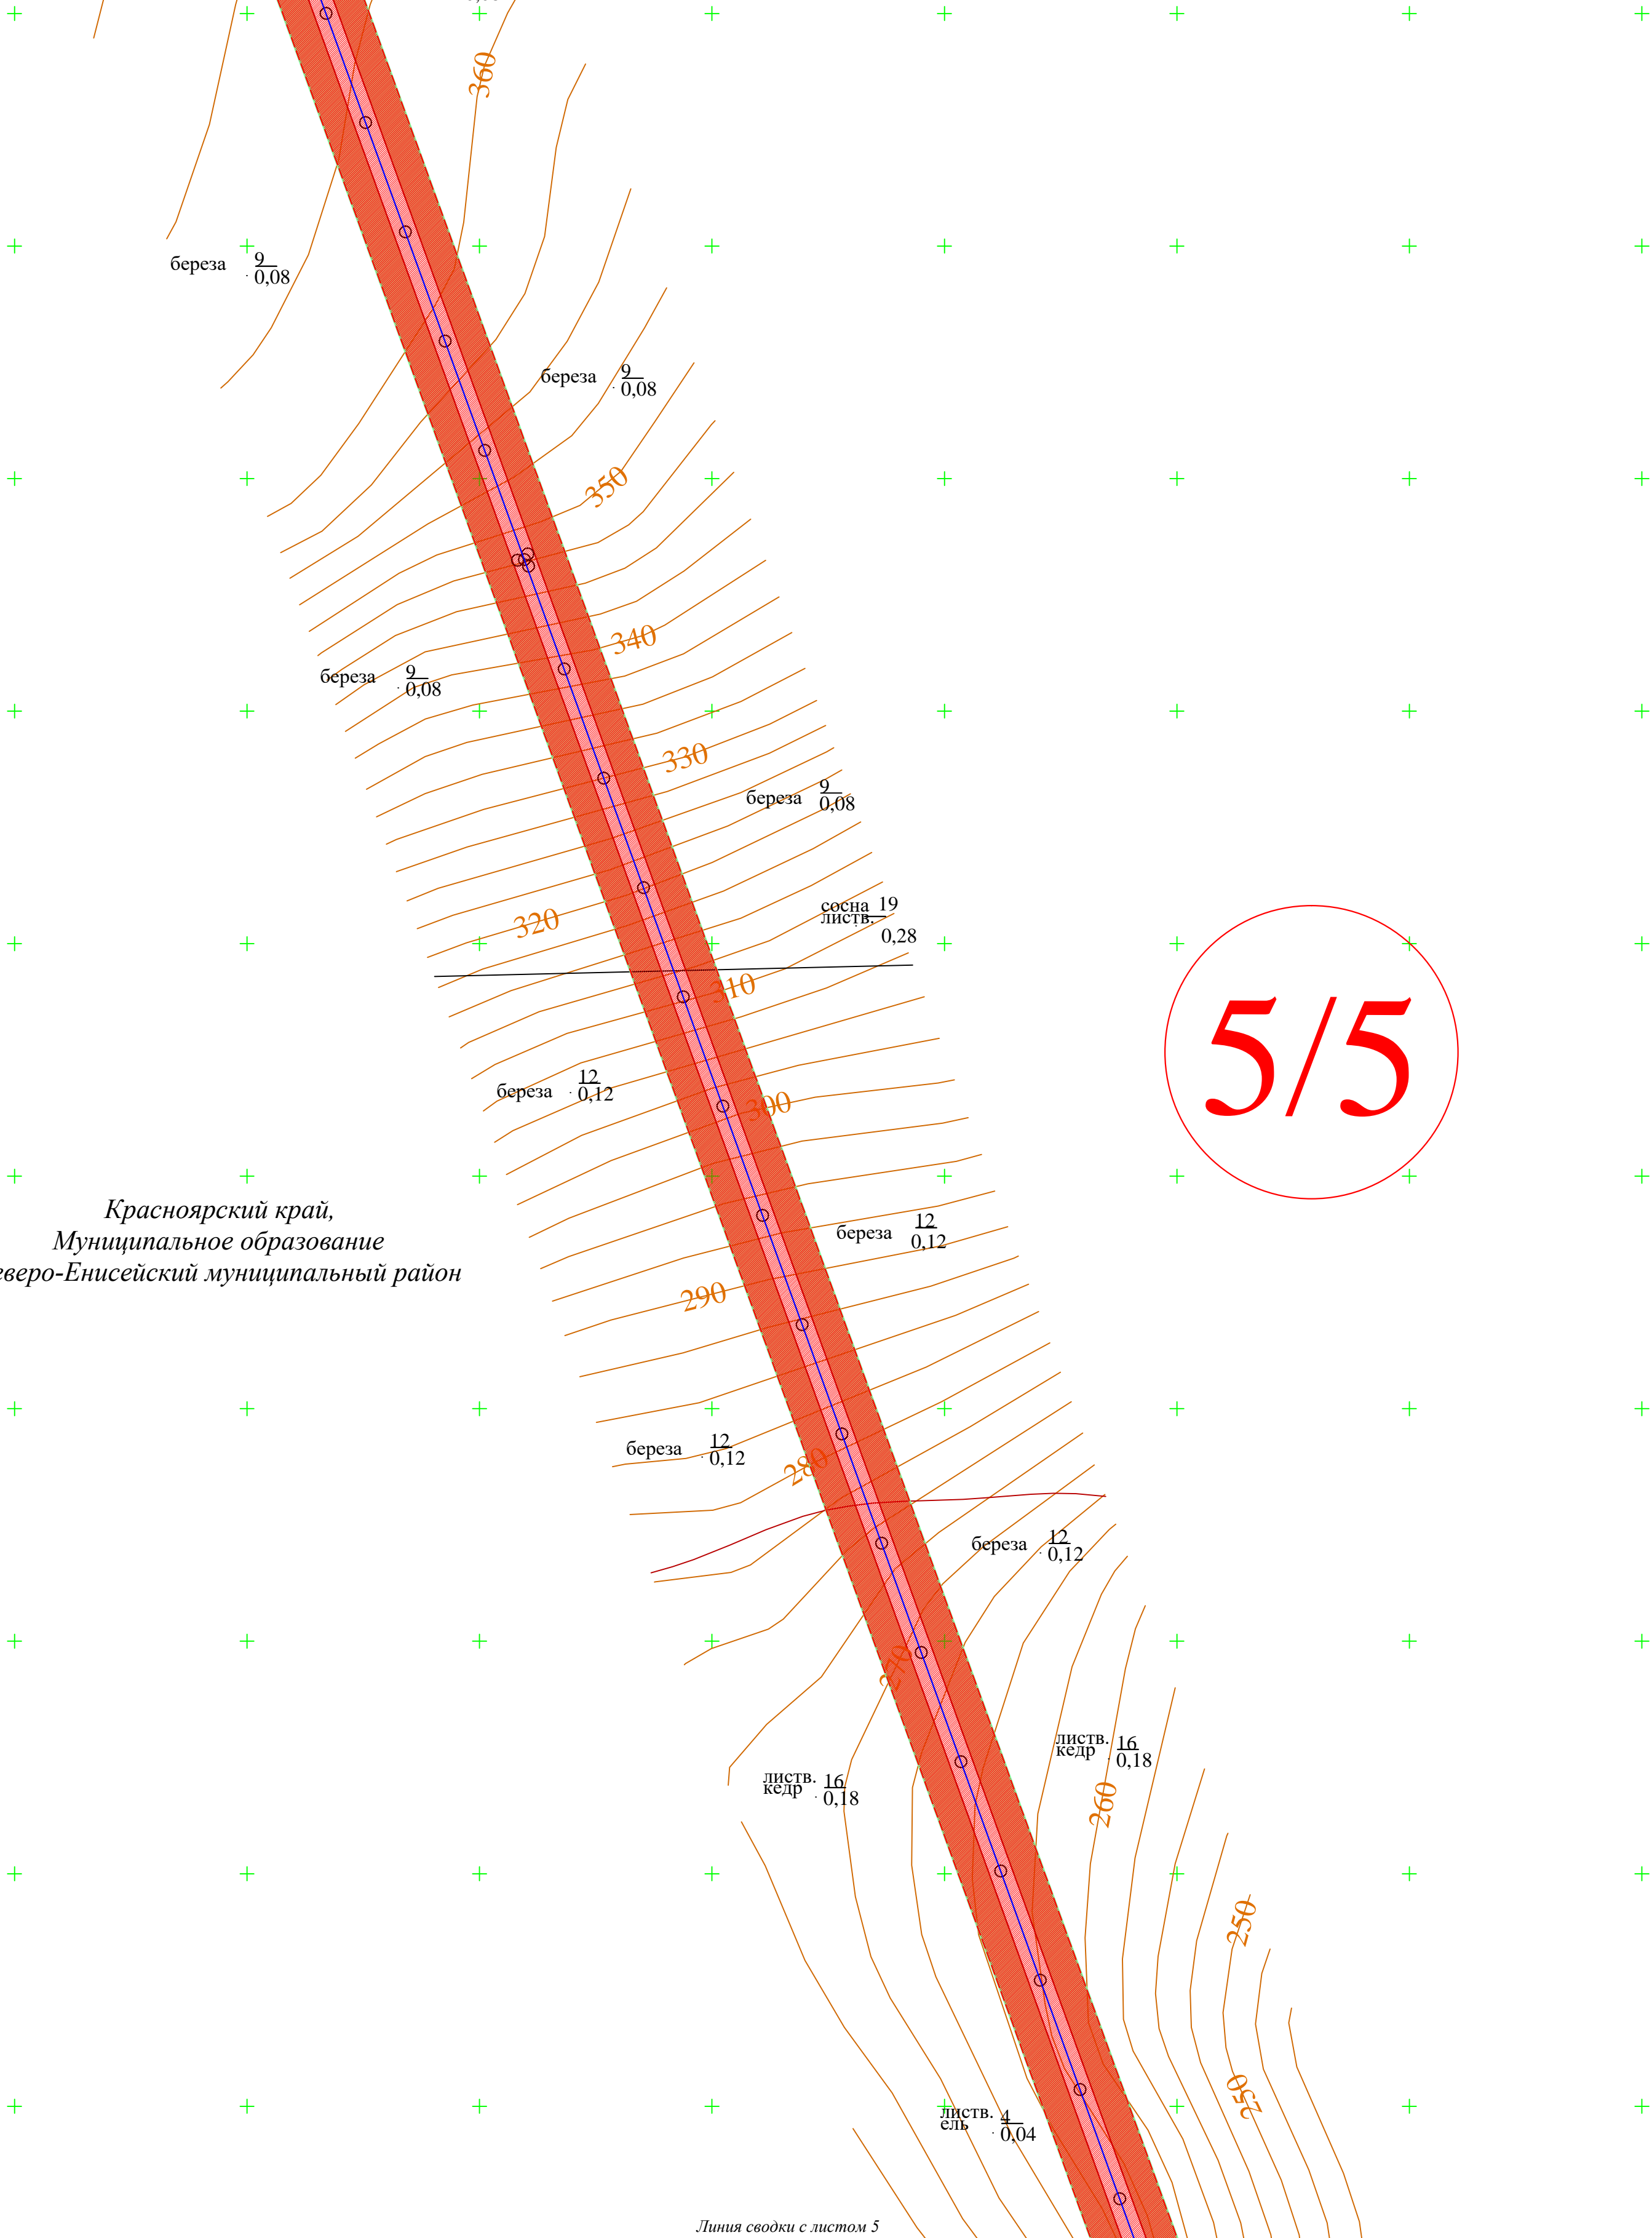 360
береза 9
0,08
береза 9
0,08
350
340
береза 9
0,08
330
береза 9
0,08
сосна 19
листв.
0,28
320
310
5/5
береза 12
0,12
300
Красноярский край,
Муниципальное образование
еверо-Енисейский муниципальный район
береза 12
0,12
290
береза 12
0,12
280
береза 12
0,12
270
листв. 16
кедр 0,18
листв. 16
кедр 0,18
260
250
250
листв. 4
ель 0,04
Линия сводки с листом 5